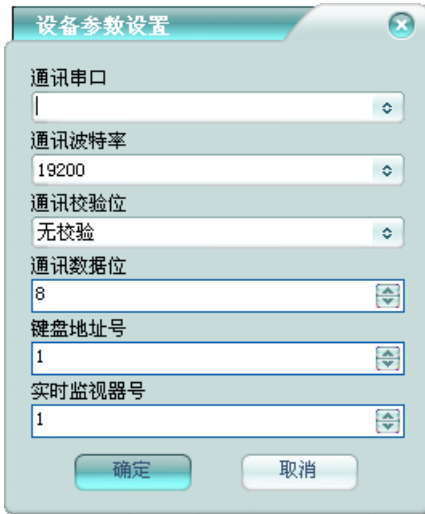 设备参数设置
通讯串口
通讯波特率
19200
通讯校验位
无校验
通讯数据位
8
键盘地址号
1
实时监视器号
1
确定 取消